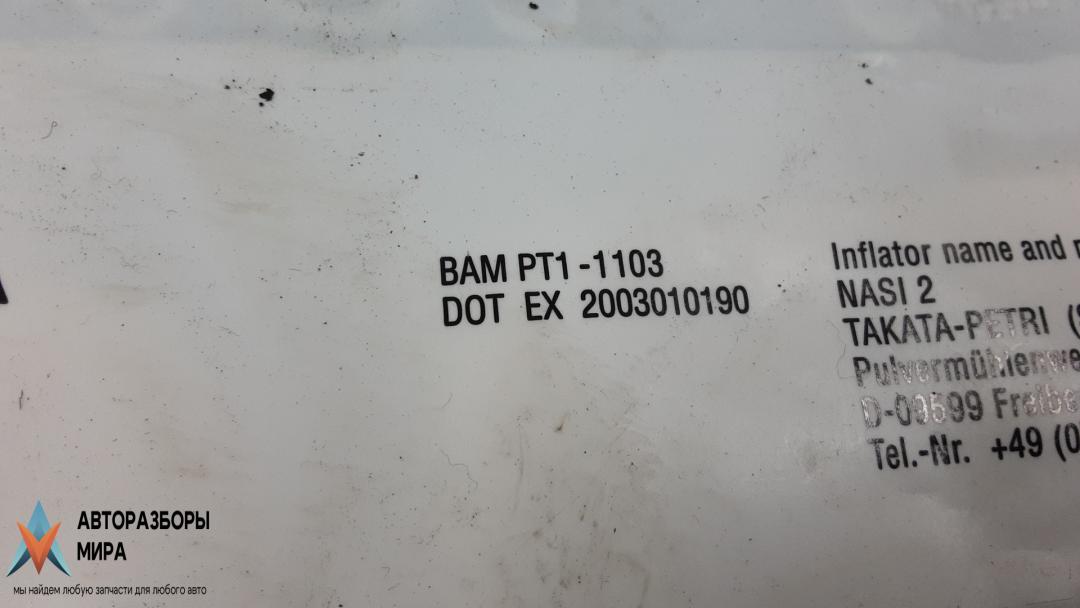 BAM PT1-1103
DOT EX 2003010190
Inflator name and
NASI 2
TAKATA-PETRI (
Pulvermühlenwe
D-09599 Freibe
Tel.-Nr. +49 (0
АВТОРАЗБОРЫ
МИРА
мы найдем любую запчасти для любого авто